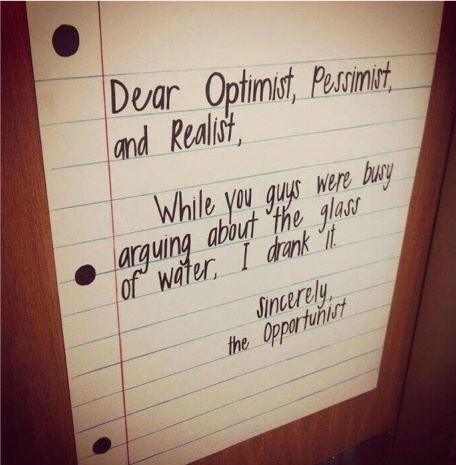 Dear Optimist, Pessimist,
and Realist,
While you guys were busy
arguing about the glass
of water, I drank it.
sincerely,
the Opportunist